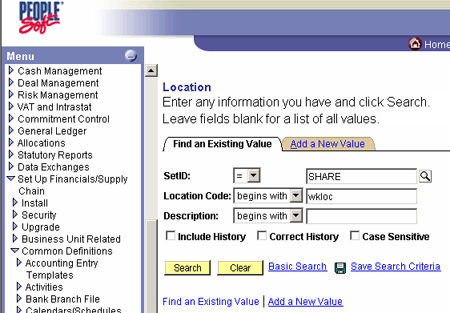 PEOPLE
Soft
Home
Menu
Cash Management
Deal Management
Risk Management
VAT and Intrastat
Commitment Control
General Ledger
Allocations
Statutory Reports
Data Exchanges
Set Up Financials/Supply
Chain
Install
Security
Upgrade
Business Unit Related
Common Definitions
Accounting Entry
Templates
Activities
Bank Branch File
Calendars/Schedules
Location
Enter any information you have and click Search.
Leave fields blank for a list of all values.
Find an Existing Value Add a New Value
SetID: = SHARE
Location Code: begins with wkloc
Description: begins with
Include History Correct History Case Sensitive
Search Clear Basic Search Save Search Criteria
Find an Existing Value | Add a New Value